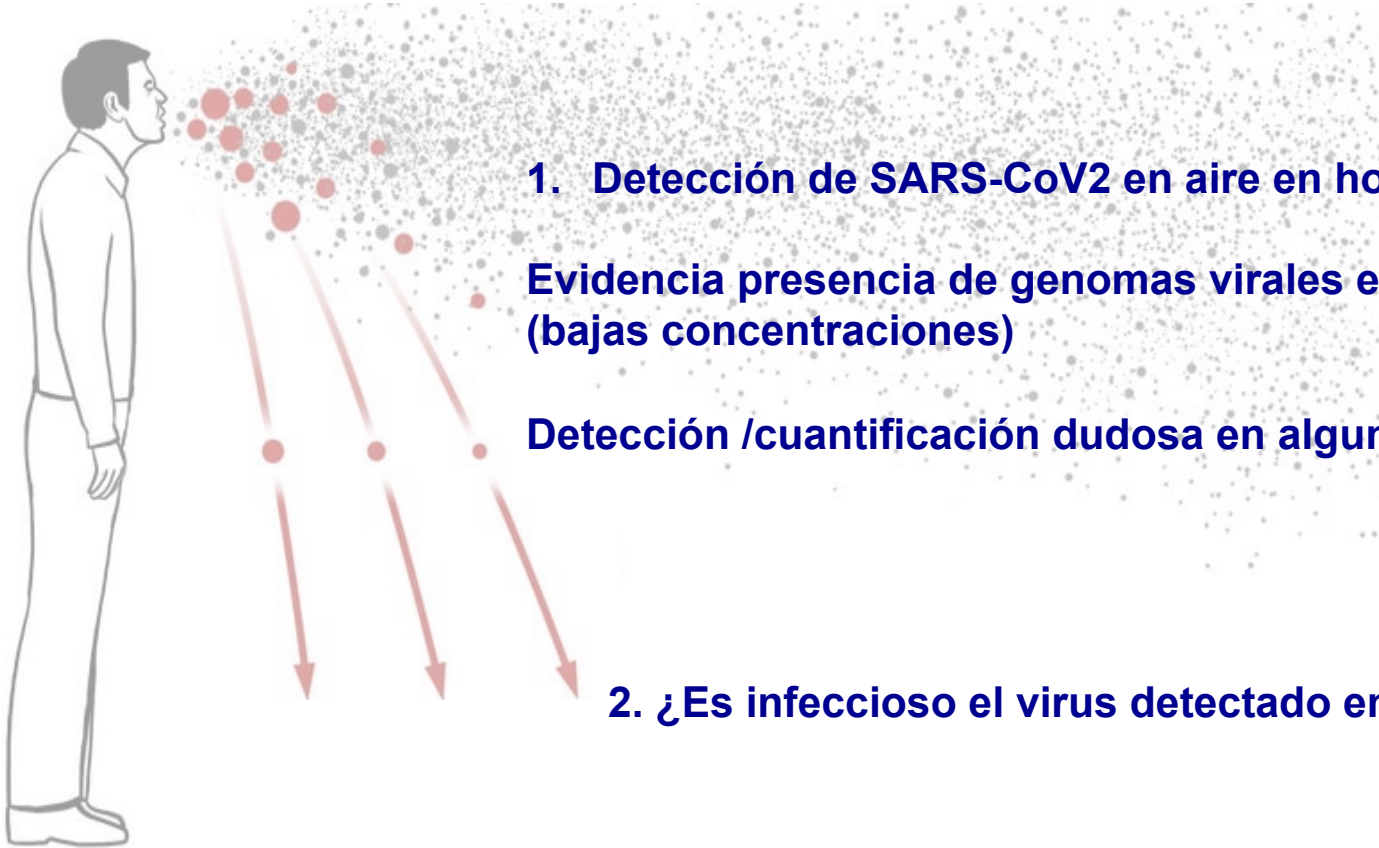 1. Detección de SARS-CoV2 en aire en ho
Evidencia presencia de genomas virales e
(bajas concentraciones)
Detección /cuantificación dudosa en algun
2. ¿Es infeccioso el virus detectado en